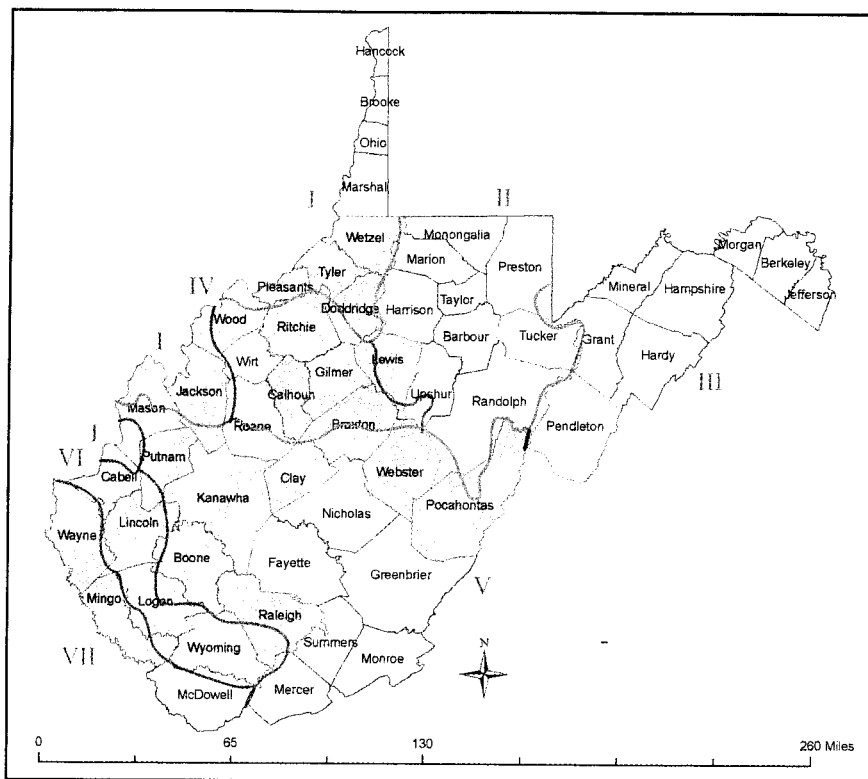 Hancock
Brooke
Ohio
Marshal
I
II
Wetzel
Monongalia
Marion
Preston
Morgan
Berkeley
Jefferson
Tyler
Pleasants
IV
Mineral
Hampshire
Wood
Doddridge
Harrison
Taylor
Ritchie
Barbour
Tucker
Grant
Hardy
I
Wirt
Lewis
III
Gilmer
Jackson
Calhoun
Upshur
Randolph
Mason
Roane
Braxton
Pendleton
J
VI
Putnam
Cabell
Webster
Clay
Kanawha
Pocahontas
Nicholas
Lincoln
Wayne
Boone
Fayette
Greenbrier
V
Mingo
Logan
Raleigh
VII
Wyoming
Summers
Monroe
N
McDowell
Mercer
0 65 130 260 Miles